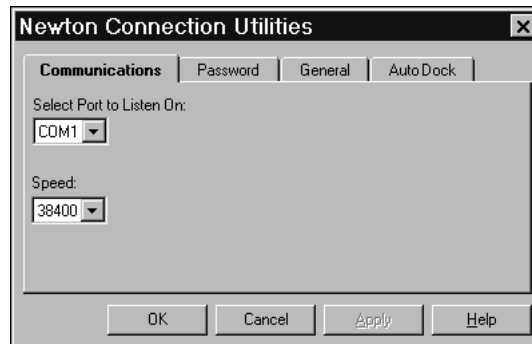 Newton Connection Utilities
Communications Password General Auto Dock
Select Port to Listen On:
COM1
Speed:
38400
OK Cancel Apply Help